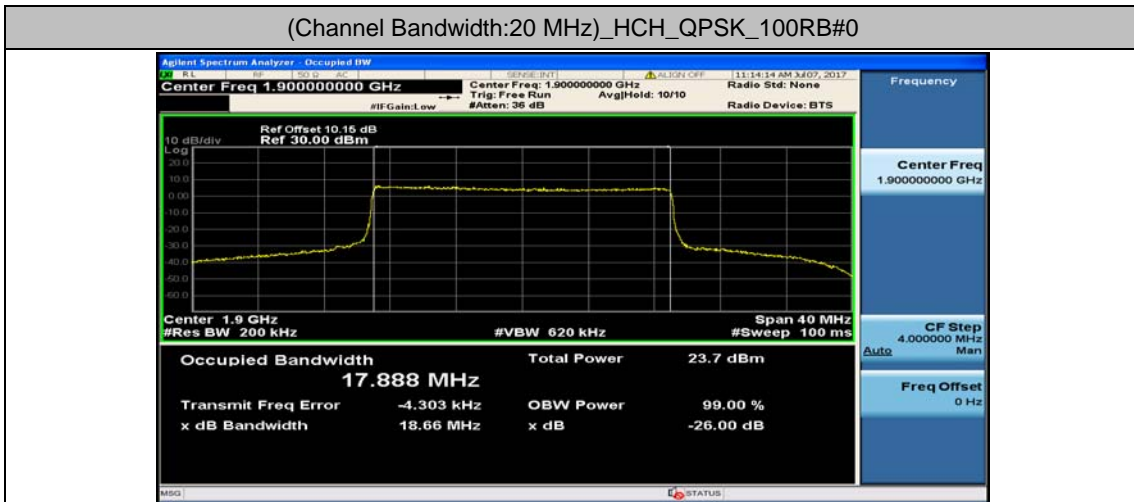 (Channel Bandwidth:20 MHz)_HCH_QPSK_100RB#0
Agilent Spectrum Analyzer - Occupied BW
RL RF 50 Ω AC SENSE:INT ALIGN OFF 11:14:14 AM Jul07, 2017
Center Freq 1.900000000 GHz
Center Freq: 1.900000000 GHz
Radio Std: None
Trig: Free Run Avg|Hold: 10/10
#IFGain:Low
#Atten: 36 dB
Radio Device: BTS
Frequency
Ref Offset 10.15 dB
10 dB/div Ref 30.00 dBm
Log
20.0
10.0
0.00
-10.0
-20.0
-30.0
-40.0
-50.0
-60.0
Center 1.9 GHz Span 40 MHz
#Res BW 200 kHz #VBW 620 kHz #Sweep 100 ms
Center Freq
1.900000000 GHz
CF Step
4.000000 MHz
Auto Man
Freq Offset
0 Hz
Occupied Bandwidth Total Power 23.7 dBm
17.888 MHz
Transmit Freq Error -4.303 kHz OBW Power 99.00 %
x dB Bandwidth 18.66 MHz x dB -26.00 dB
MSG STATUS